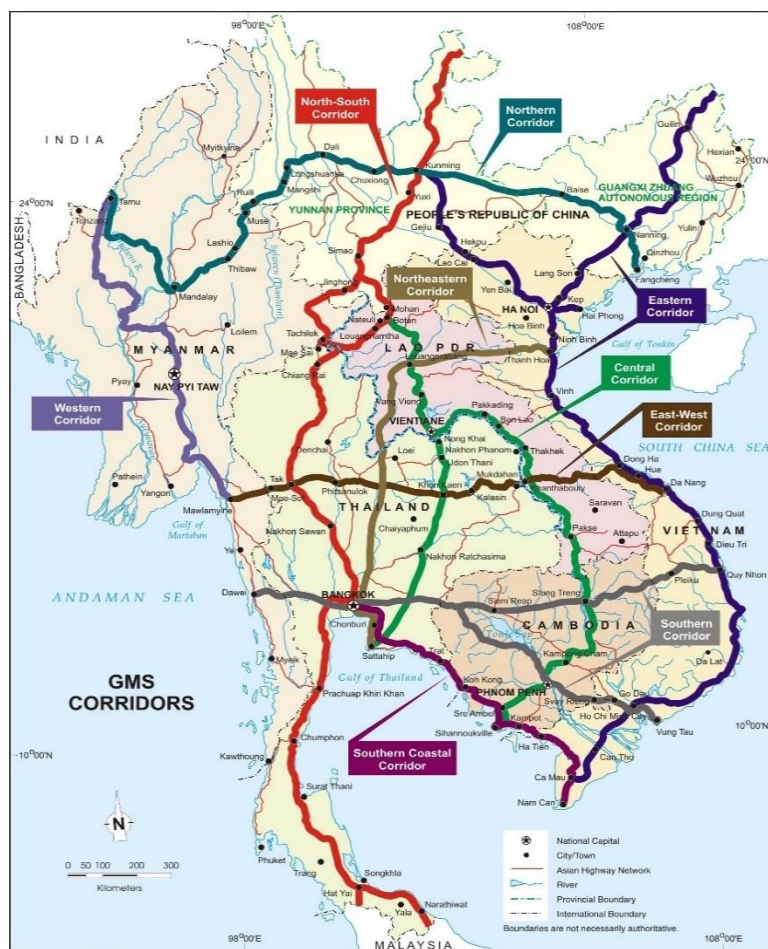 98°00'E
108°00'E
INDIA
North-South
Corridor
Northern
Corridor
Guilin
Myitkyina
Dali
Kunming
Hexian
24°00'N
Longshuanka
Chuxiong
Wuzhou
24°00'N
Tamu
Ruili
Mangshi
Yuxi
Baise
GUANGXI ZHUANG
AUTONOMOUS REGION
YUNNAN PROVINCE
Muse
PEOPLE'S REPUBLIC OF CHINA
Yulin
Gejiu
Nanning
BANGLADESH
Lashio
Hekou
Qinzhou
Simao
Lao Cai
Thibaw
Northeastern
Corridor
Lang Son
Fangcheng
Mandalay
Jinghong
Yen Bai
Kep
Eastern
Corridor
Mohan
HA NOI
Hai Phong
Nateuli
Boten
Hoa Binh
Loilem
Louangnamtha
Tachilek
Ninh Binh
MYANMAR
LAO PDR
Gulf of Tonkin
Mae Sai
Louangprabang
Thanh Hoa
Chiang Rai
NAY PYI TAW
Pyay
Central
Corridor
Vang Vieng
Vinh
Western
Corridor
Pakkading
Ban Lao
VIENTIANE
East-West
Corridor
Nong Khai
SOUTH CHINA SEA
Denchai
Loei
Nakhon Phanom
Thakhek
Udon Thani
Dong Ha
Pathein
Tak
Mukdahan
Hue
Yangon
Phitsanulok
Khon Kaen
Da Nang
Mae-Sot
Kalasin
Mawlamyine
THAILAND
Saravan
Gulf of
Martaban
Dung Quat
Nakhon Sawan
Chaiyaphum
Pakse
VIETNAM
Attapu
Dieu Tri
Ye
Nakhon Ratchasima
Pleiku
Quy Nhon
ANDAMAN SEA
Dawei
BANGKOK
Stung Treng
Siem Reap
Chonburi
CAMBODIA
Southern
Corridor
Tonle Sap
Sattahip
Trat
Kampong Cham
Da Lat
Gulf of Thailand
GMS
CORRIDORS
Koh Kong
PHNOM PENH
Prachuap Khiri Khan
Svay Rieng
Go Dau
Sre Ambel
Ho Chi Minh City
Kampot
Vung Tau
10°00'N
Sihannoukville
Southern Coastal
Corridor
Chumphon
Ha Tien
10°00'N
Can Tho
Kawthoung
Ca Mau
Surat Thani
Nam Can
N
National Capital
City/Town
0 50 100 200 300
Phuket
Asian Highway Network
Trang
Songkhla
River
Kilometers
Hat Yai
Provincial Boundary
Yala
Narathiwat
International Boundary
Boundaries are not necessarily authoritative.
98°00'E
MALAYSIA
108°00'E